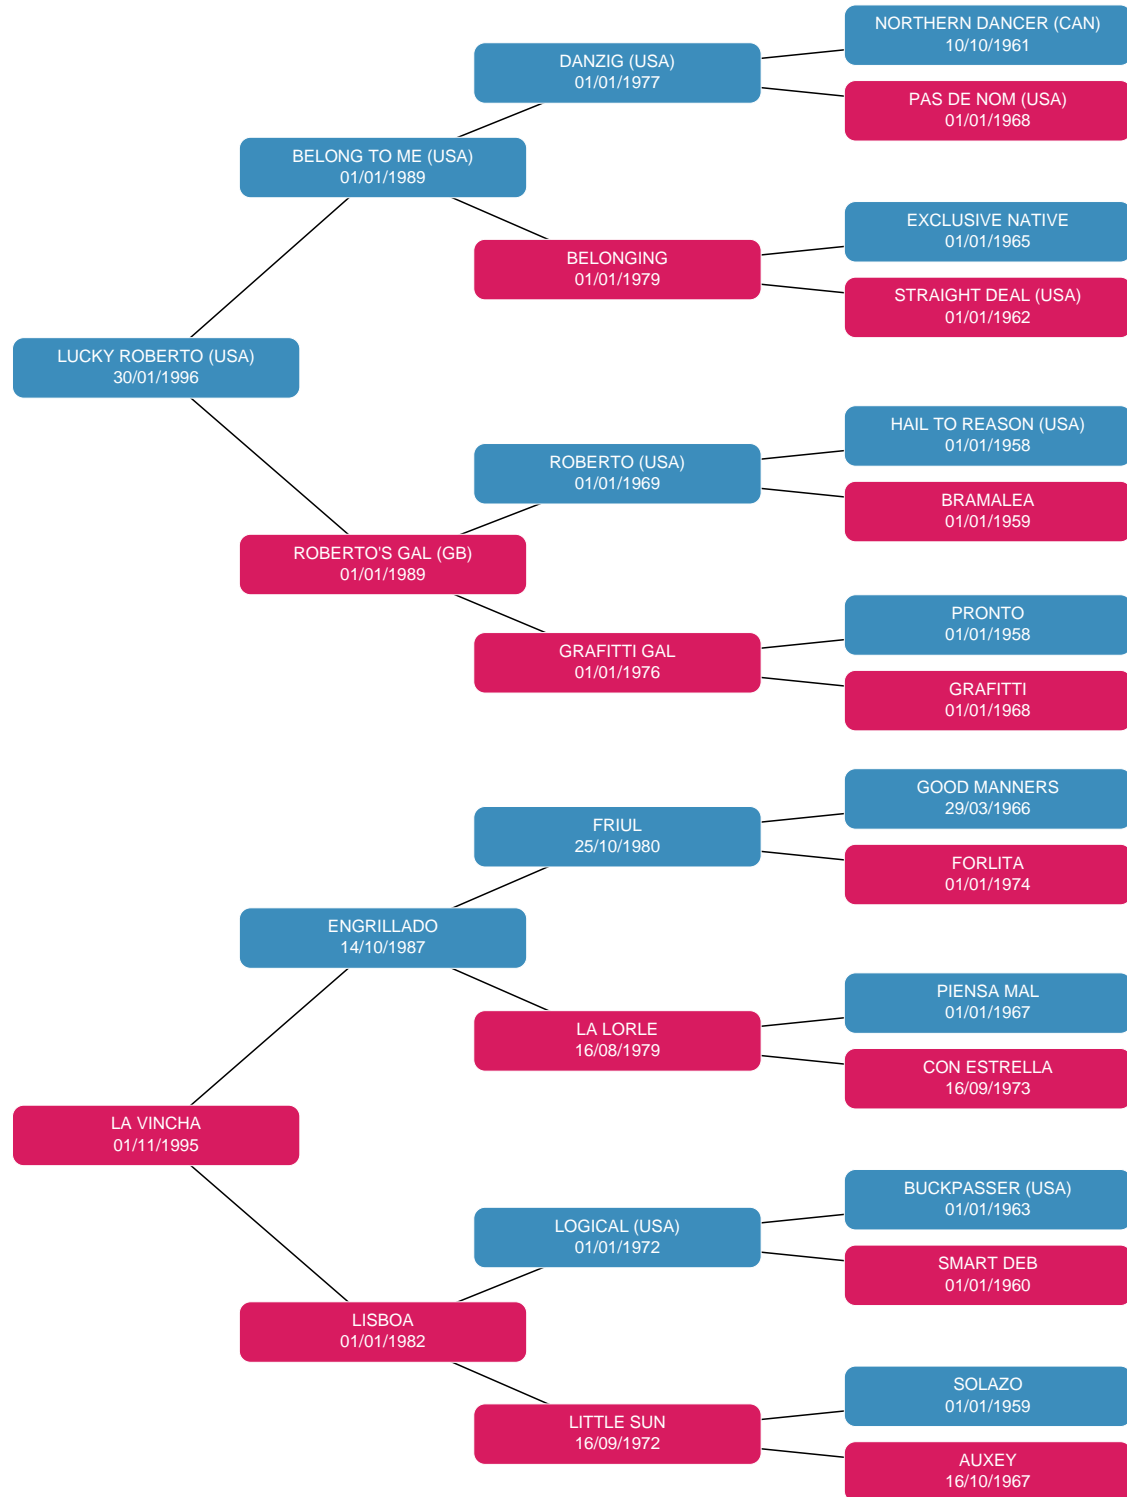 NORTHERN DANCER (CAN)
10/10/1961
DANZIG (USA)
01/01/1977
PAS DE NOM (USA)
01/01/1968
BELONG TO ME (USA)
01/01/1989
EXCLUSIVE NATIVE
01/01/1965
BELONGING
01/01/1979
STRAIGHT DEAL (USA)
01/01/1962
LUCKY ROBERTO (USA)
30/01/1996
HAIL TO REASON (USA)
01/01/1958
ROBERTO (USA)
01/01/1969
BRAMALEA
01/01/1959
ROBERTO'S GAL (GB)
01/01/1989
PRONTO
01/01/1958
GRAFITTI GAL
01/01/1976
GRAFITTI
01/01/1968
GOOD MANNERS
29/03/1966
FRIUL
25/10/1980
FORLITA
01/01/1974
ENGRILLADO
14/10/1987
PIENSA MAL
01/01/1967
LA LORLE
16/08/1979
CON ESTRELLA
16/09/1973
LA VINCHA
01/11/1995
BUCKPASSER (USA)
01/01/1963
LOGICAL (USA)
01/01/1972
SMART DEB
01/01/1960
LISBOA
01/01/1982
SOLAZO
01/01/1959
LITTLE SUN
16/09/1972
AUXEY
16/10/1967